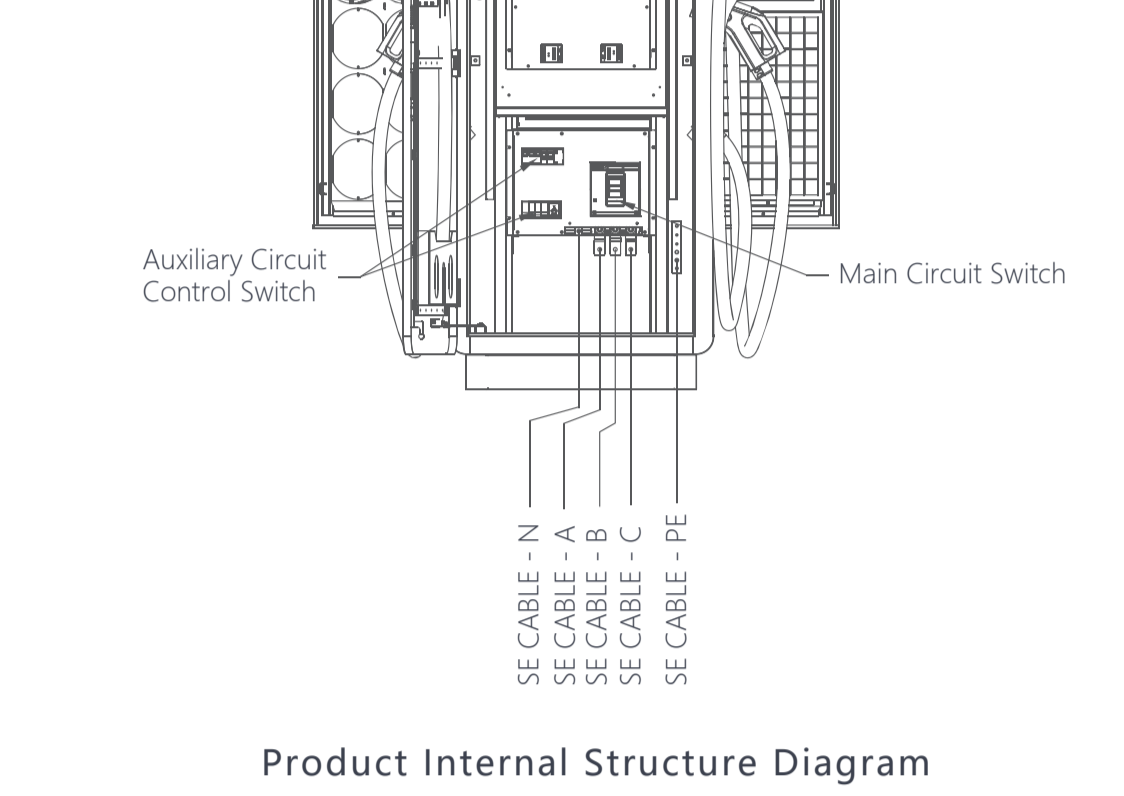 Auxiliary Circuit
Control Switch
Main Circuit Switch
SE CABLE - N
SE CABLE - A
SE CABLE - B
SE CABLE - C
SE CABLE - PE
Product Internal Structure Diagram